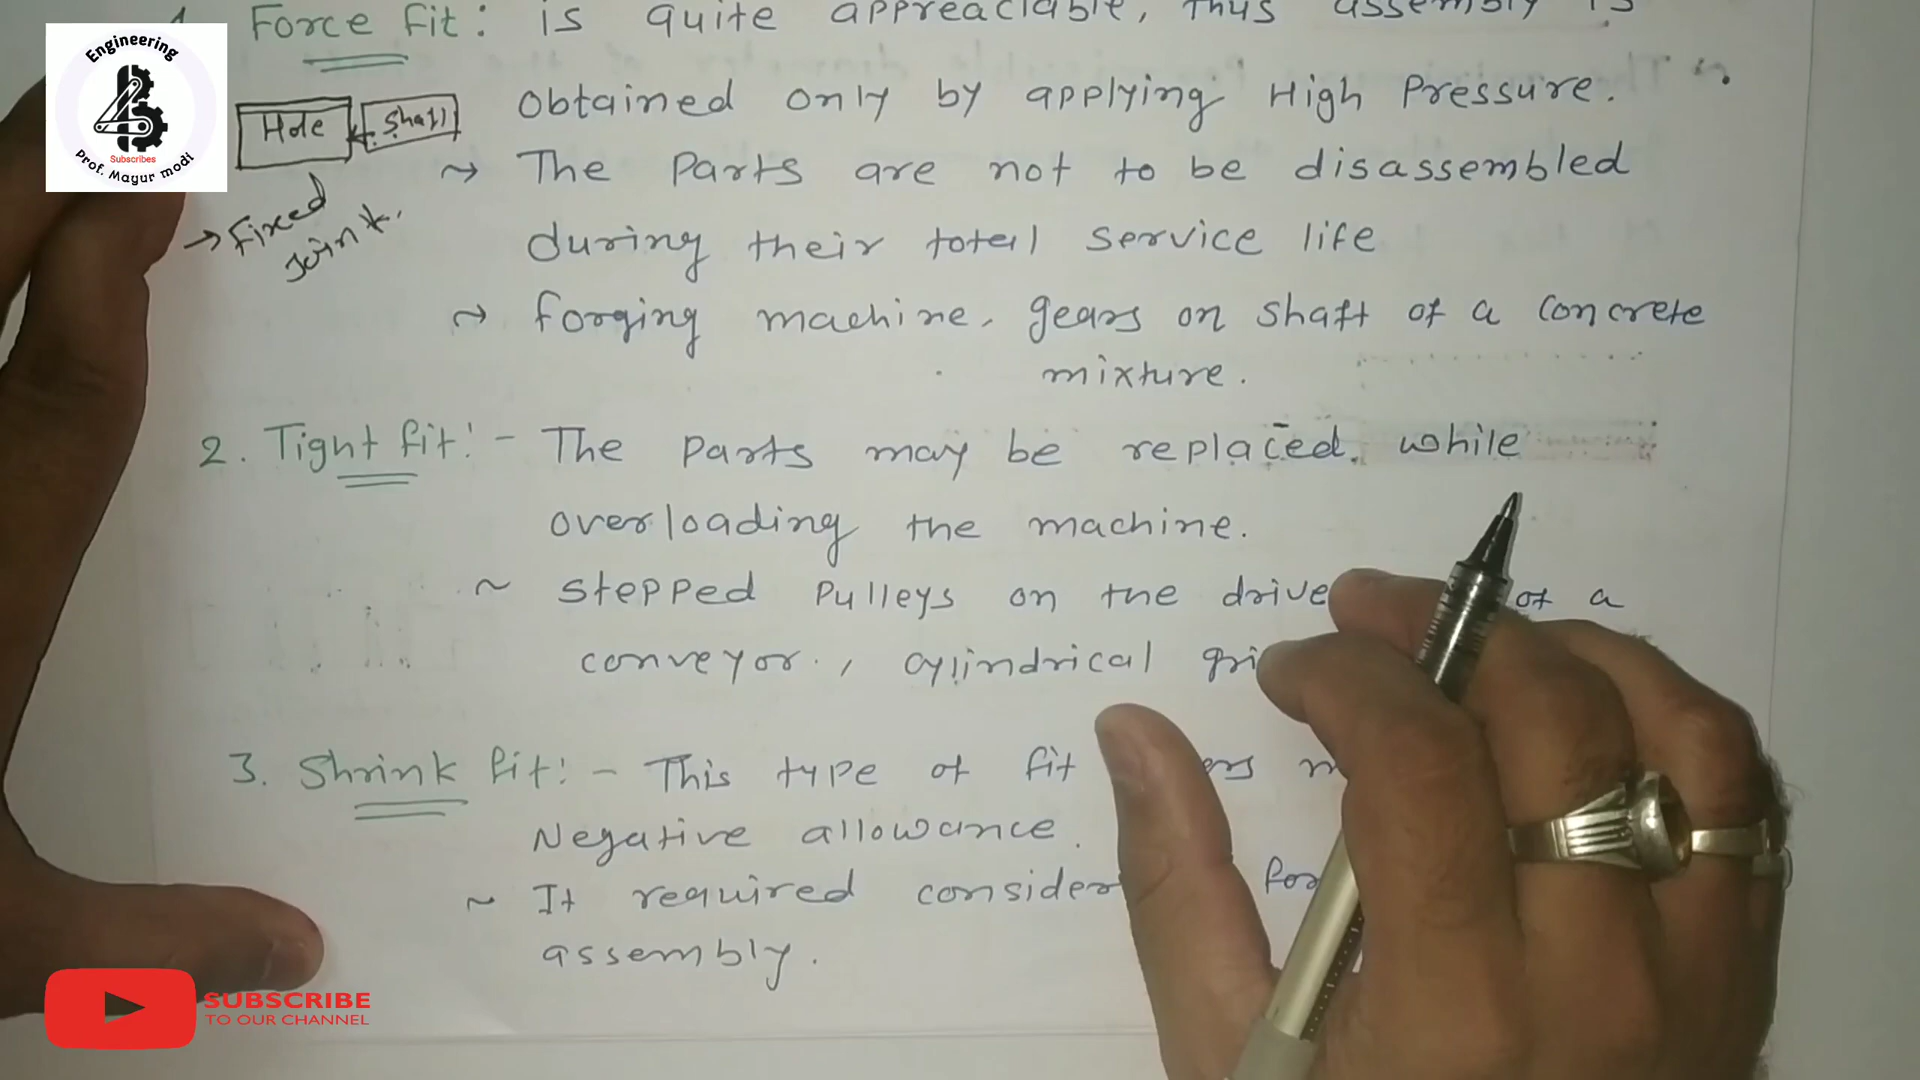 Force fit: is quite appreaciable, thus assembly is
obtained only by applying High Pressure.
Hole
Shaft
→ Fixed
Joint.
~ The Parts are not to be disassembled
during their total service life
~ forging machine, gears on shaft of a concrete
mixture.
2. Tight fit:- The Parts may be replaced while
overloading the machine.
~ stepped Pulleys on the drive of a
conveyor, cylindrical
3. Shrink fit:- This type of fit
Negative allowance.
~ It required for
assembly.
Engineering
Subscribes
Prof. Mayur modi
SUBSCRIBE
TO OUR CHANNEL